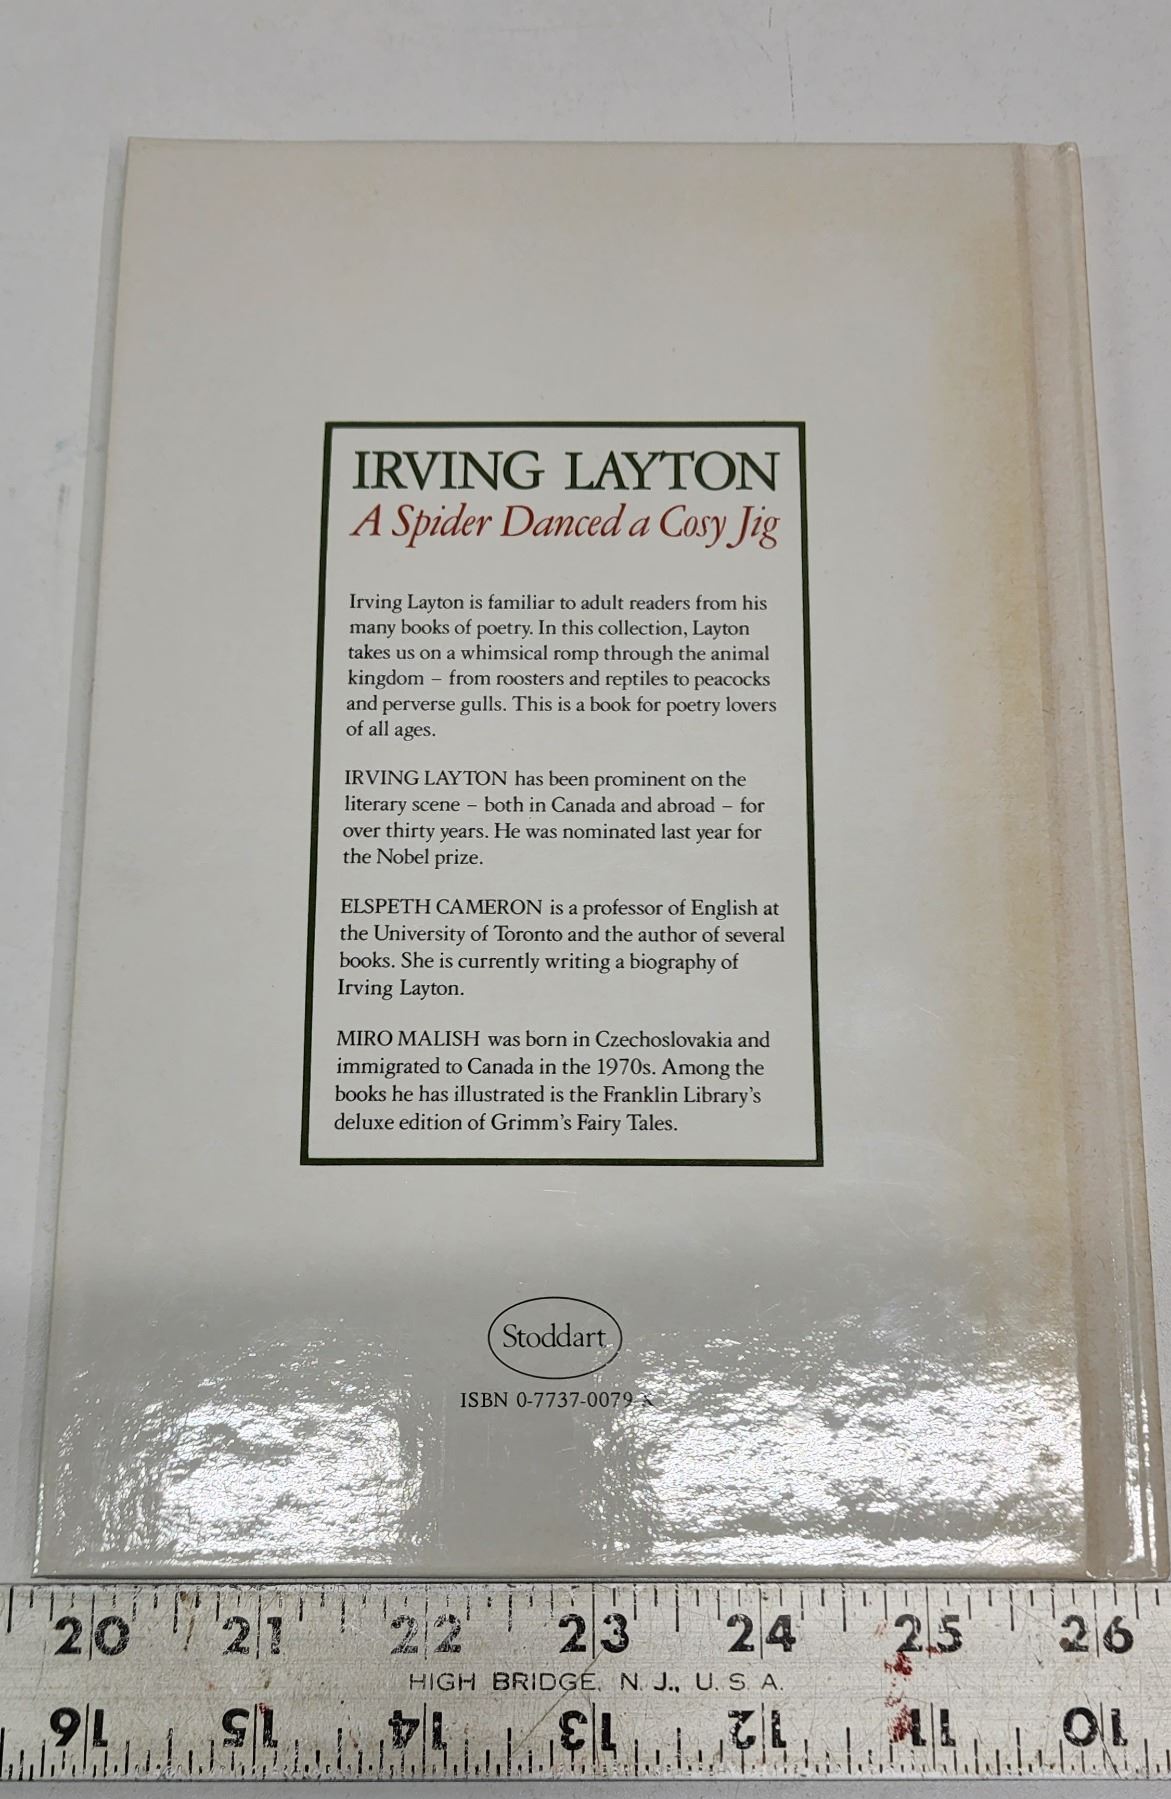 IRVING LAYTON
A Spider Danced a Cosy Jig
Irving Layton is familiar to adult readers from his
many books of poetry. In this collection, Layton
takes us on a whimsical romp through the animal
kingdom – from roosters and reptiles to peacocks
and perverse gulls. This is a book for poetry lovers
of all ages.
IRVING LAYTON has been prominent on the
literary scene – both in Canada and abroad – for
over thirty years. He was nominated last year for
the Nobel prize.
ELSPETH CAMERON is a professor of English at
the University of Toronto and the author of several
books. She is currently writing a biography of
Irving Layton.
MIRO MALISH was born in Czechoslovakia and
immigrated to Canada in the 1970s. Among the
books he has illustrated is the Franklin Library's
deluxe edition of Grimm's Fairy Tales.
Stoddart
ISBN 0-7737-0079-X
20 21 22 23 24 25 26
HIGH BRIDGE, N. J., U. S. A.
16 15 14 13 12 11 10